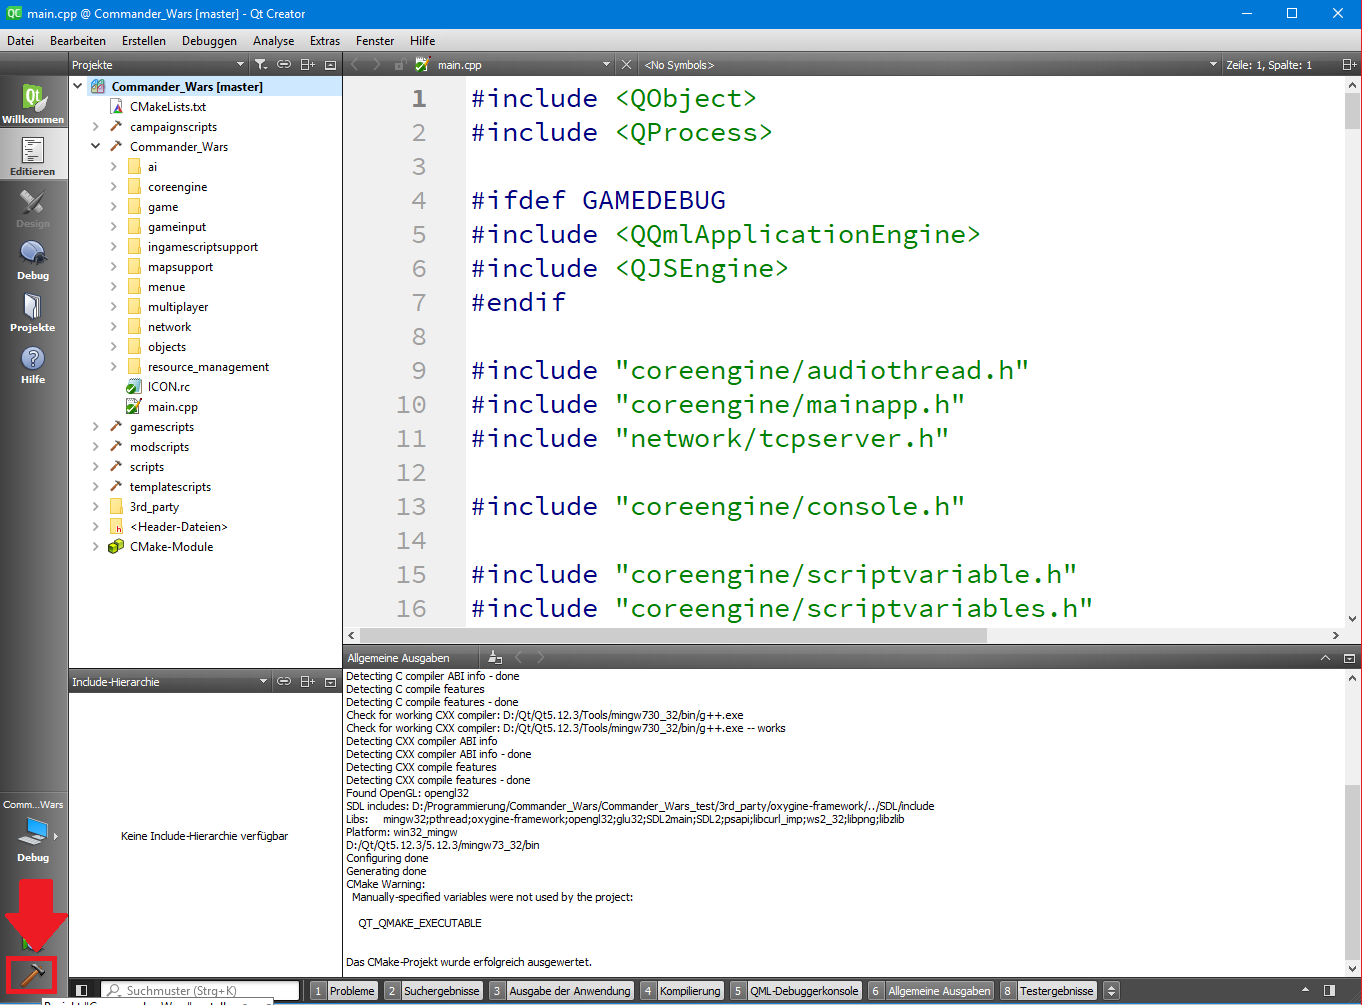 main.cpp @ Commander_Wars [master] - Qt Creator
Datei Bearbeiten Erstellen Debuggen Analyse Extras Fenster Hilfe
Projekte
main.cpp
<No Symbols>
Zeile: 1, Spalte: 1
Willkommen
Editieren
Design
Debug
Projekte
Hilfe
Commander_Wars [master]
CMakeLists.txt
campaignscripts
Commander_Wars
ai
coreengine
game
gameinput
ingamescriptsupport
mapsupport
menue
multiplayer
network
objects
resource_management
ICON.rc
main.cpp
gamescripts
modscripts
scripts
templatescripts
3rd_party
<Header-Dateien>
CMake-Module
1 #include <QObject>
2 #include <QProcess>
3
4 #ifdef GAMEDEBUG
5 #include <QQmlApplicationEngine>
6 #include <QJSEngine>
7 #endif
8
9 #include "coreengine/audiothread.h"
10 #include "coreengine/mainapp.h"
11 #include "network/tcpserver.h"
12
13 #include "coreengine/console.h"
14
15 #include "coreengine/scriptvariable.h"
16 #include "coreengine/scriptvariables.h"
Include-Hierarchie
Keine Include-Hierarchie verfügbar
Allgemeine Ausgaben
Detecting C compiler ABI info - done
Detecting C compile features
Detecting C compile features - done
Check for working CXX compiler: D:/Qt/Qt5.12.3/Tools/mingw730_32/bin/g++.exe
Check for working CXX compiler: D:/Qt/Qt5.12.3/Tools/mingw730_32/bin/g++.exe -- works
Detecting CXX compiler ABI info
Detecting CXX compiler ABI info - done
Detecting CXX compile features
Detecting CXX compile features - done
Found OpenGL: opengl32
SDL includes: D:/Programmierung/Commander_Wars/Commander_Wars_test/3rd_party/oxygine-framework/../SDL/include
Libs: mingw32;pthread;oxygine-framework;opengl32;glu32;SDL2main;SDL2;psapi;libcurl_imp;ws2_32;libpng;libzlib
Platform: win32_mingw
D:/Qt/Qt5.12.3/5.12.3/mingw73_32/bin
Configuring done
Generating done
CMake Warning:
Manually-specified variables were not used by the project:
QT_QMAKE_EXECUTABLE
Das CMake-Projekt wurde erfolgreich ausgewertet.
Comm...Wars
Debug
Suchmuster (Strg+K)
1 Probleme
2 Suchergebnisse
3 Ausgabe der Anwendung
4 Kompilierung
5 QML-Debuggerkonsole
6 Allgemeine Ausgaben
8 Testergebnisse